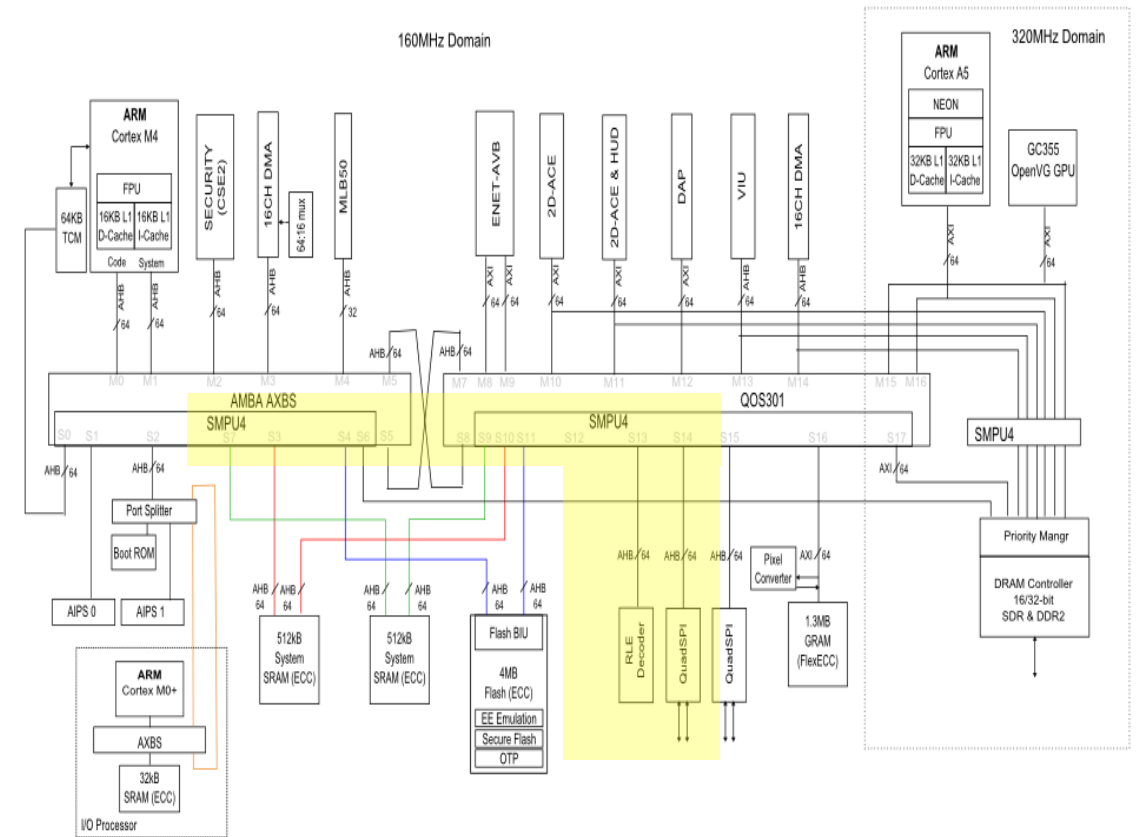 160MHz Domain
320MHz Domain
ARM
Cortex M4
FPU
16KB L1
D-Cache
16KB L1
I-Cache
Code
System
64KB
TCM
SECURITY
(CSE2)
16CH DMA
64:16 mux
MLB50
ENET-AVB
2D-ACE
2D-ACE & HUD
DAP
VIU
16CH DMA
ARM
Cortex A5
NEON
FPU
32KB L1
D-Cache
32KB L1
I-Cache
GC355
OpenVG GPU
AHB
64
AHB
64
AHB
64
AHB
64
AHB
32
AHB
64
AHB
64
AXI
64
AXI
64
AXI
64
AXI
64
AXI
64
AHB
64
AHB
64
AXI
64
AXI
64
M0
M1
M2
M3
M4
M5
M7
M8
M9
M10
M11
M12
M13
M14
M15
M16
AMBA AXBS
SMPU4
S0
S1
S2
S7
S3
S4
S6
S5
QOS301
SMPU4
S8
S9
S10
S11
S12
S13
S14
S15
S16
S17
SMPU4
AHB
64
AHB
64
AXI
64
Port Splitter
Boot ROM
AIPS 0
AIPS 1
AHB
64
AHB
64
AHB
64
AHB
64
AHB
64
AHB
64
AHB
64
AHB
64
AHB
64
AXI
64
512kB
System
SRAM (ECC)
512kB
System
SRAM (ECC)
Flash BIU
4MB
Flash (ECC)
EE Emulation
Secure Flash
OTP
RLE
Decoder
QuadSPI
QuadSPI
Pixel
Converter
1.3MB
GRAM
(FlexECC)
Priority Mangr
DRAM Controller
16/32-bit
SDR & DDR2
ARM
Cortex M0+
AXBS
32kB
SRAM (ECC)
I/O Processor